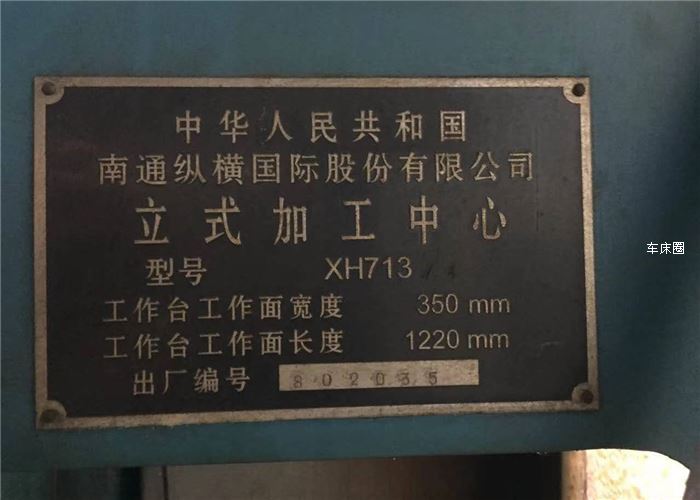 中华人民共和国
南通纵横国际股份有限公司
立式加工中心
型号 XH713
工作台工作面宽度 350 mm
工作台工作面长度 1220 mm
出厂编号 802035
车床圈